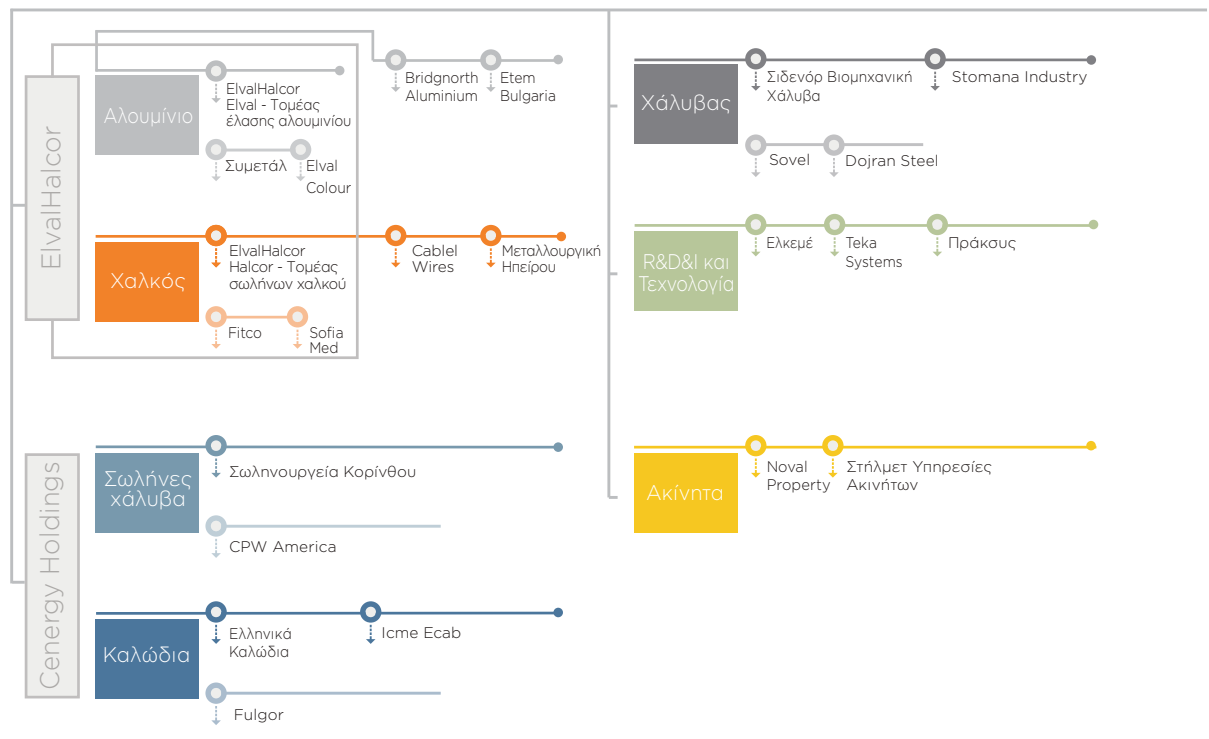 ElvalHalcor
Αλουμίνιο
ElvalHalcor
Elval - Τομέας
έλασης αλουμινίου
Bridgnorth
Aluminium
Etem
Bulgaria
Συμετάλ
Elval
Colour
Χαλκός
ElvalHalcor
Halcor - Τομέας
σωλήνων χαλκού
Cablel
Wires
Μεταλλουργική
Ηπείρου
Fitco
Sofia
Med
Cenergy Holdings
Σωλήνες
χάλυβα
Σωληνουργεία Κορίνθου
CPW America
Καλώδια
Ελληνικά
Καλώδια
Icme Ecab
Fulgor
Χάλυβας
Σιδενόρ Βιομηχανική
Χάλυβα
Stomana Industry
Sovel
Dojran Steel
R&D&I και
Τεχνολογία
Ελκεμέ
Teka
Systems
Πράκσυς
Ακίνητα
Noval
Property
Στήλμετ Υπηρεσίες
Ακινήτων